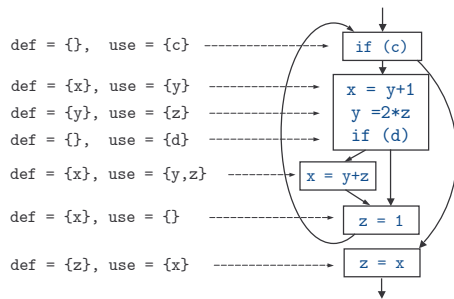 def = {}, use = {c}
if (c)
def = {x}, use = {y}
x = y+1
def = {y}, use = {z}
y =2*z
def = {}, use = {d}
if (d)
def = {x}, use = {y,z}
x = y+z
def = {x}, use = {}
z = 1
def = {z}, use = {x}
z = x